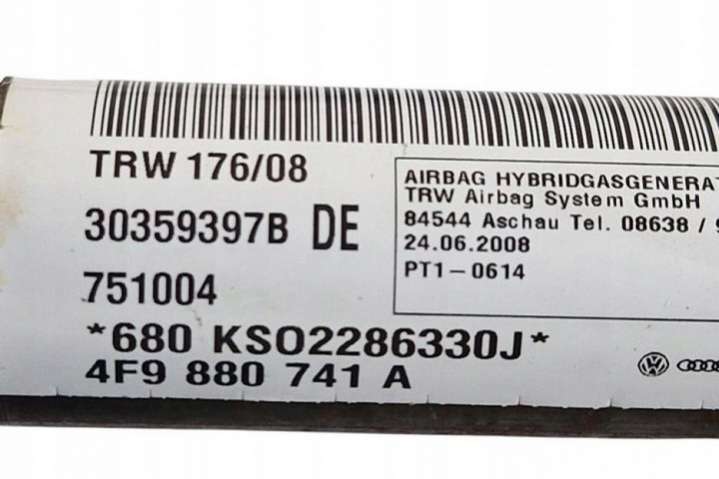 TRW 176/08
30359397B DE
751004
*680 KSO2286330J*
4F9 880 741 A
AIRBAG HYBRIDGASGENERAT
TRW Airbag System GmbH
84544 Aschau Tel. 08638 / 9
24.06.2008
PT1-0614